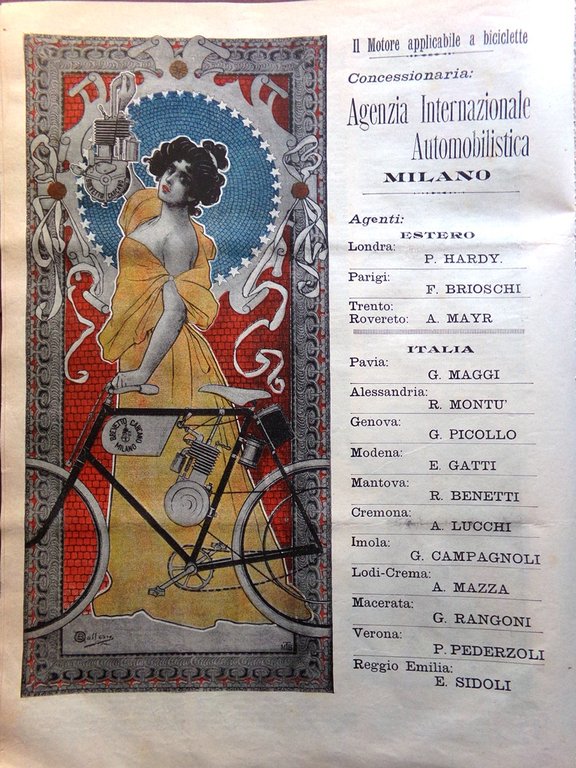 Il Motore applicabile a biciclette
Concessionaria:
Agenzia Internazionale
Automobilistica
MILANO
Agenti:
ESTERO
Londra:
P. HARDY.
Parigi:
F. BRIOSCHI
Trento:
Rovereto: A. MAYR
ITALIA
Pavia:
G. MAGGI
Alessandria:
R. MONTU'
Genova:
G. PICOLLO
Modena:
E. GATTI
Mantova:
R. BENETTI
Cremona:
A. LUCCHI
Imola:
G. CAMPAGNOLI
Lodi-Crema:
A. MAZZA
Macerata:
G. RANGONI
Verona:
P. PEDERZOLI
Reggio Emilia:
E. SIDOLI
MILANO